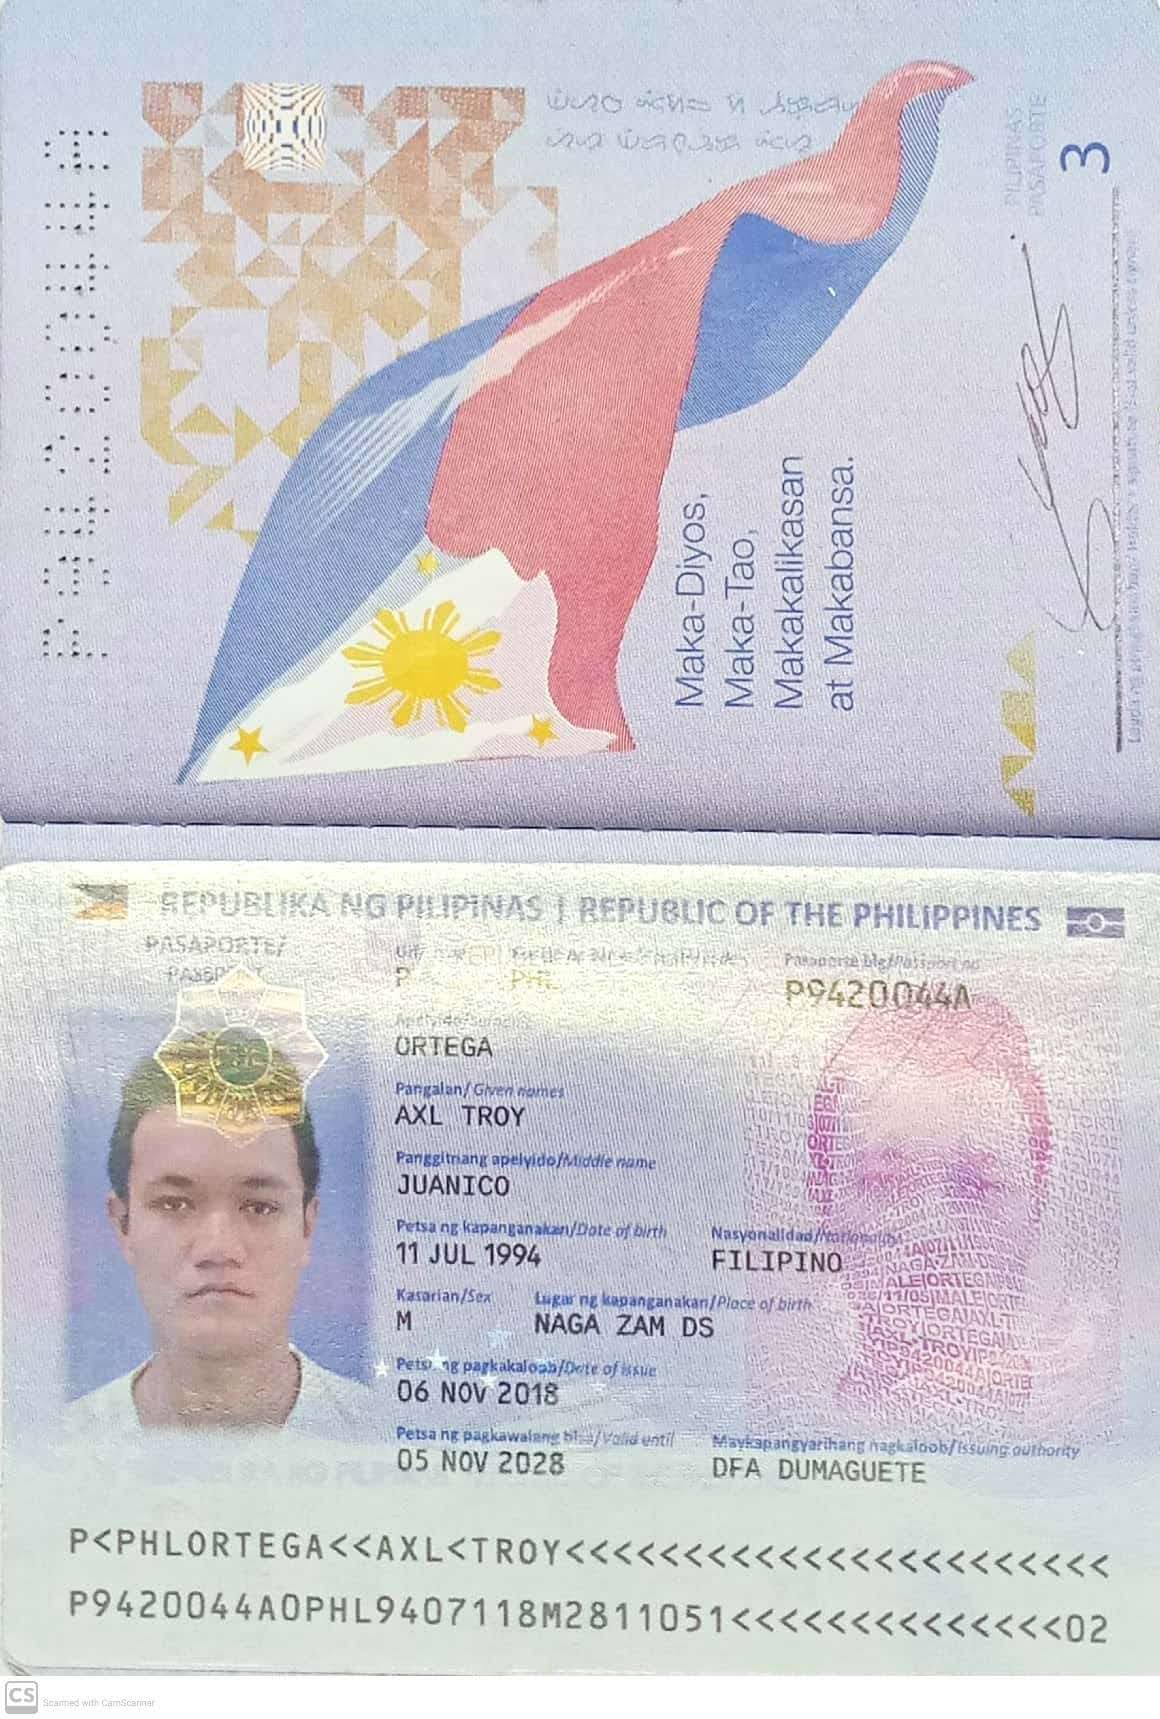 P9420044A
PILIPINAS
PASAPORTE
3
Maka-Diyos,
Maka-Tao,
Makakalikasan
at Makabansa.
REPUBLIKA NG PILIPINAS | REPUBLIC OF THE PHILIPPINES
PASAPORTE/
PASSPORT
P PHL
Pasaporte blg/Passport no
P9420044A
ORTEGA
Pangalan/Given names
AXL TROY
Panggitnang apelyido/Middle name
JUANICO
Petsa ng kapanganakan/Date of birth Nasyonalidad/Nationality
11 JUL 1994 FILIPINO
Kasarian/Sex Lugar ng kapanganakan/Place of birth
M NAGA ZAM DS
Petsa ng pagkakaloob/Date of issue
06 NOV 2018
Petsa ng pagkawalang bisa/Valid until Maykapangyarihang nagkaloob/Issuing authority
05 NOV 2028 DFA DUMAGUETE
P<PHLORTEGA<<AXL<TROY<<<<<<<<<<<<<<<<<<<<<<<
P9420044A0PHL9407118M2811051<<<<<<<<<<<<<<02
CS Scanned with CamScanner